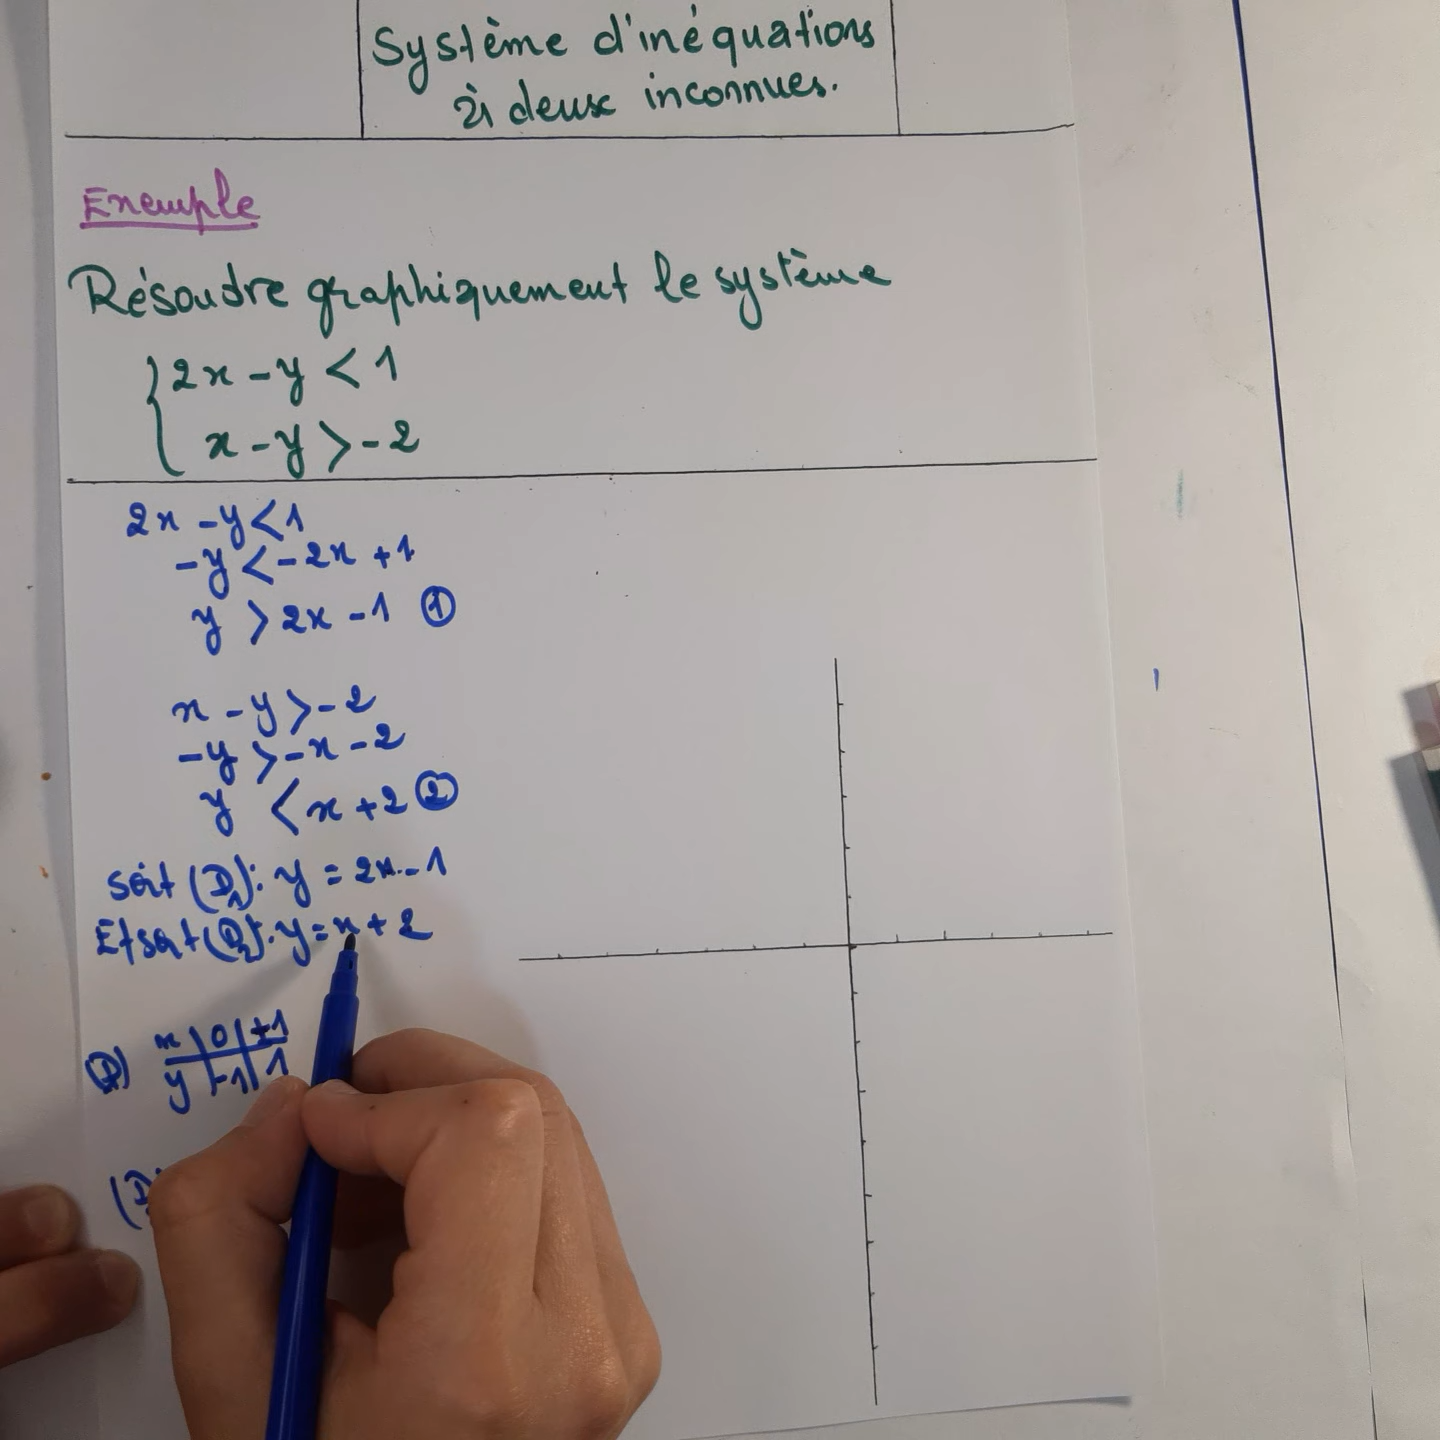 Système d'inéquations
à deux inconnues.
Exemple
Résoudre graphiquement le système
2x - y < 1
x - y > -2
2x - y < 1
-y < -2x + 1
y > 2x - 1 ①
x - y > -2
-y > -x - 2
y < x + 2 ②
soit (D₁): y = 2x - 1
Et soit (D₂): y = x + 2
x | 0 | +1
y | -1 | 1